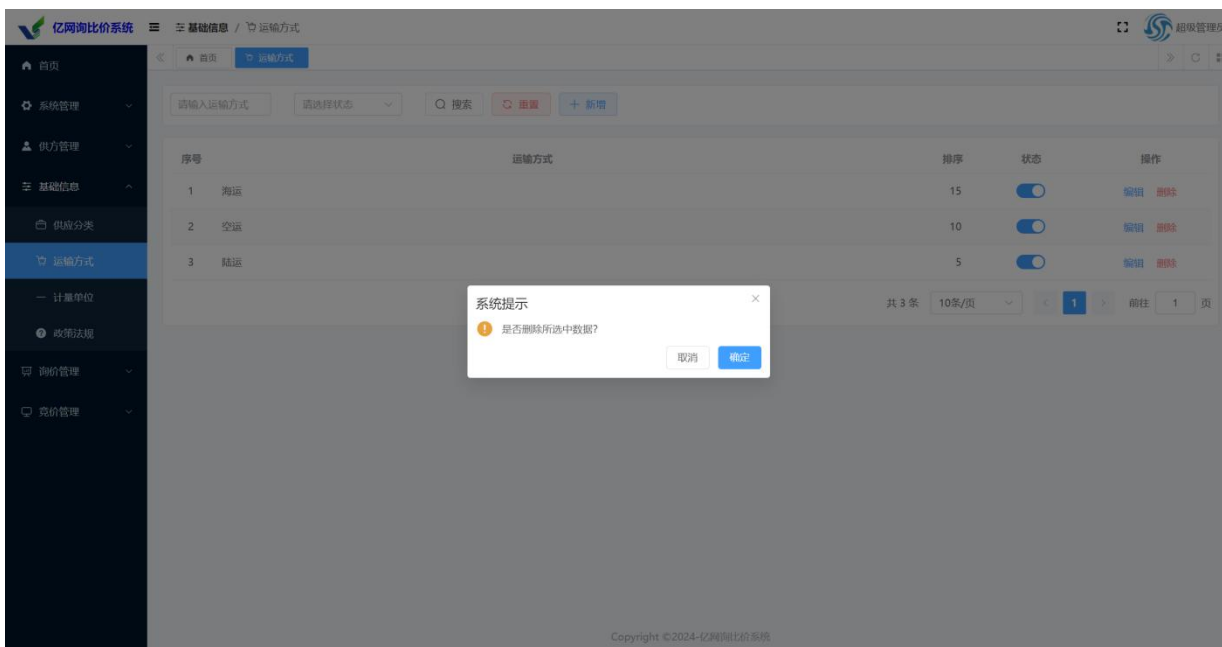 亿网询比价系统 基础信息 / 运输方式 超级管理员
首页 运输方式
首页
系统管理
供方管理
基础信息
供应分类
运输方式
计量单位
政策法规
询价管理
竞价管理
请输入运输方式 请选择状态 搜索 重置 新增
序号 运输方式 排序 状态 操作
1 海运 15 编辑 删除
2 空运 10 编辑 删除
3 陆运 5 编辑 删除
共 3 条 10条/页 1 前往 1 页
系统提示
是否删除所选中数据?
取消 确定
Copyright ©2024-亿网询比价系统